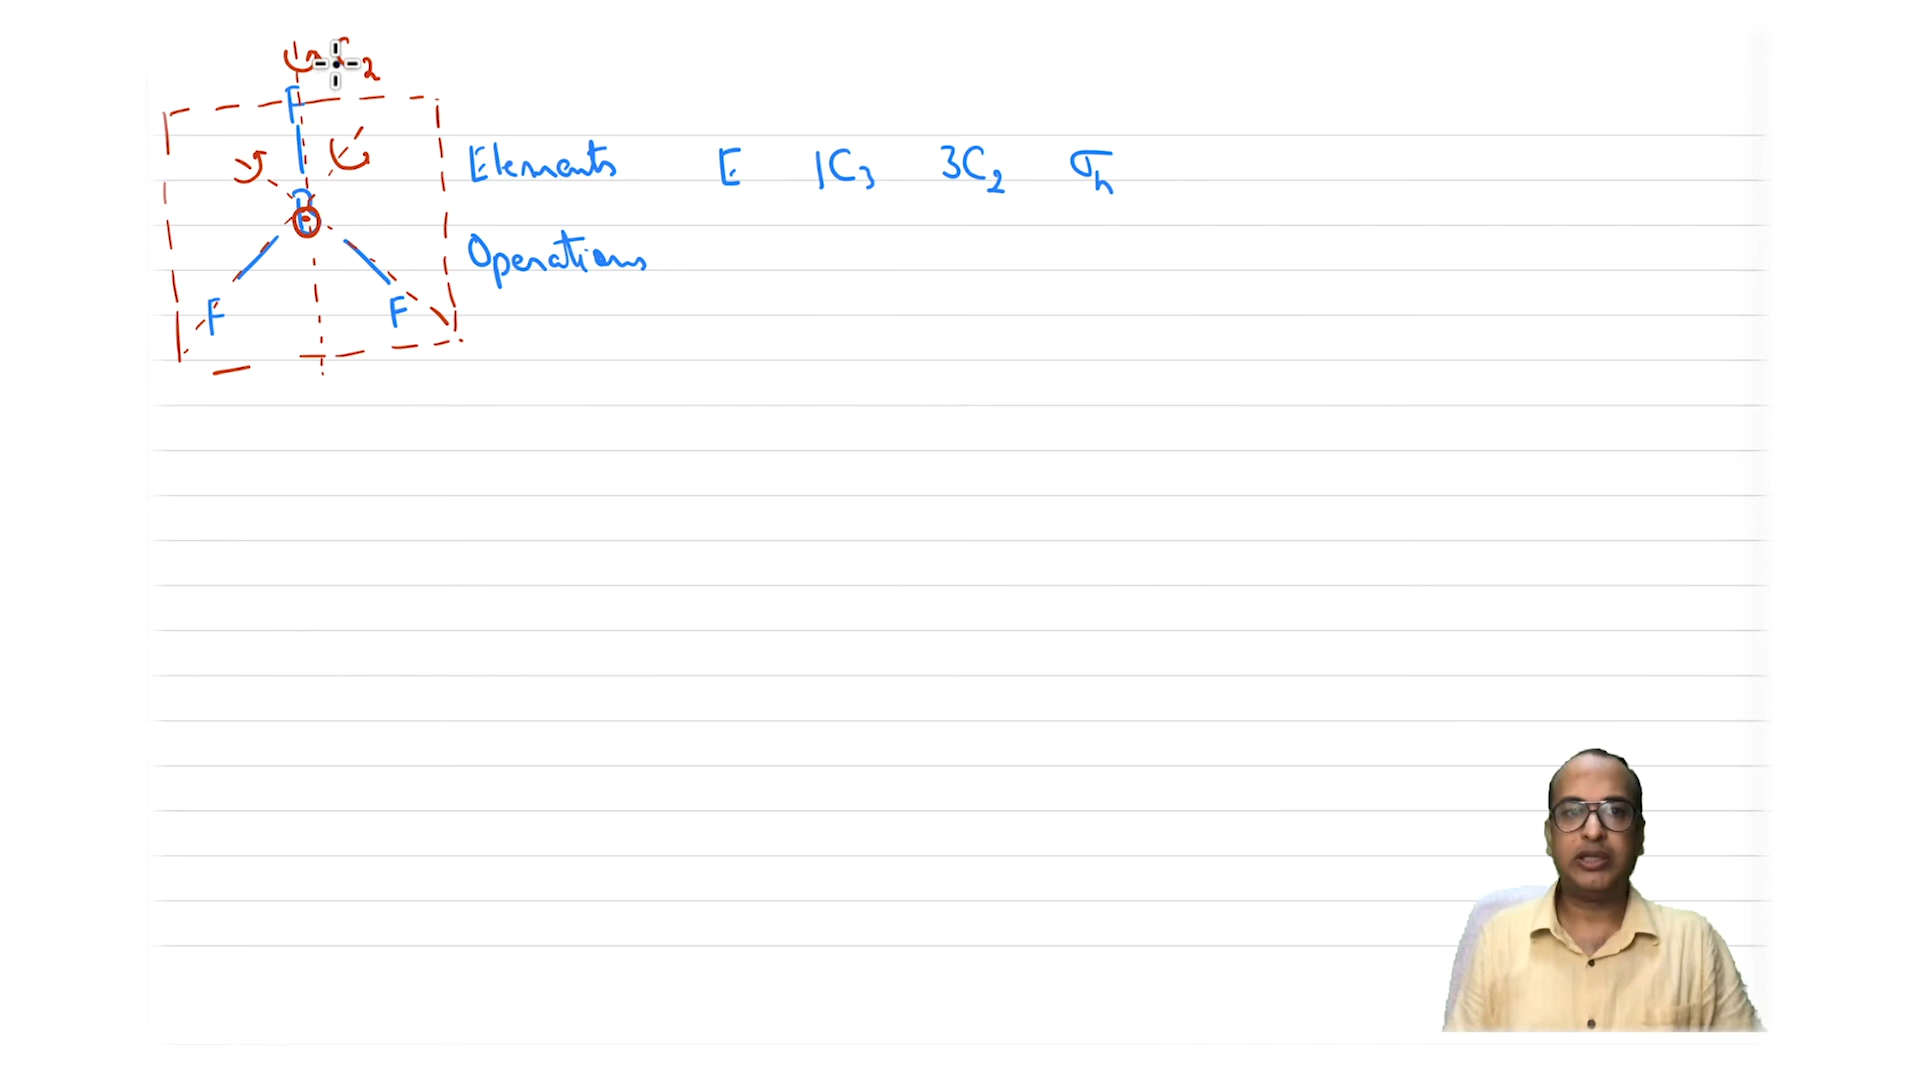 C2
F
Elements E 1C3 3C2 σh
B
Operations
F F